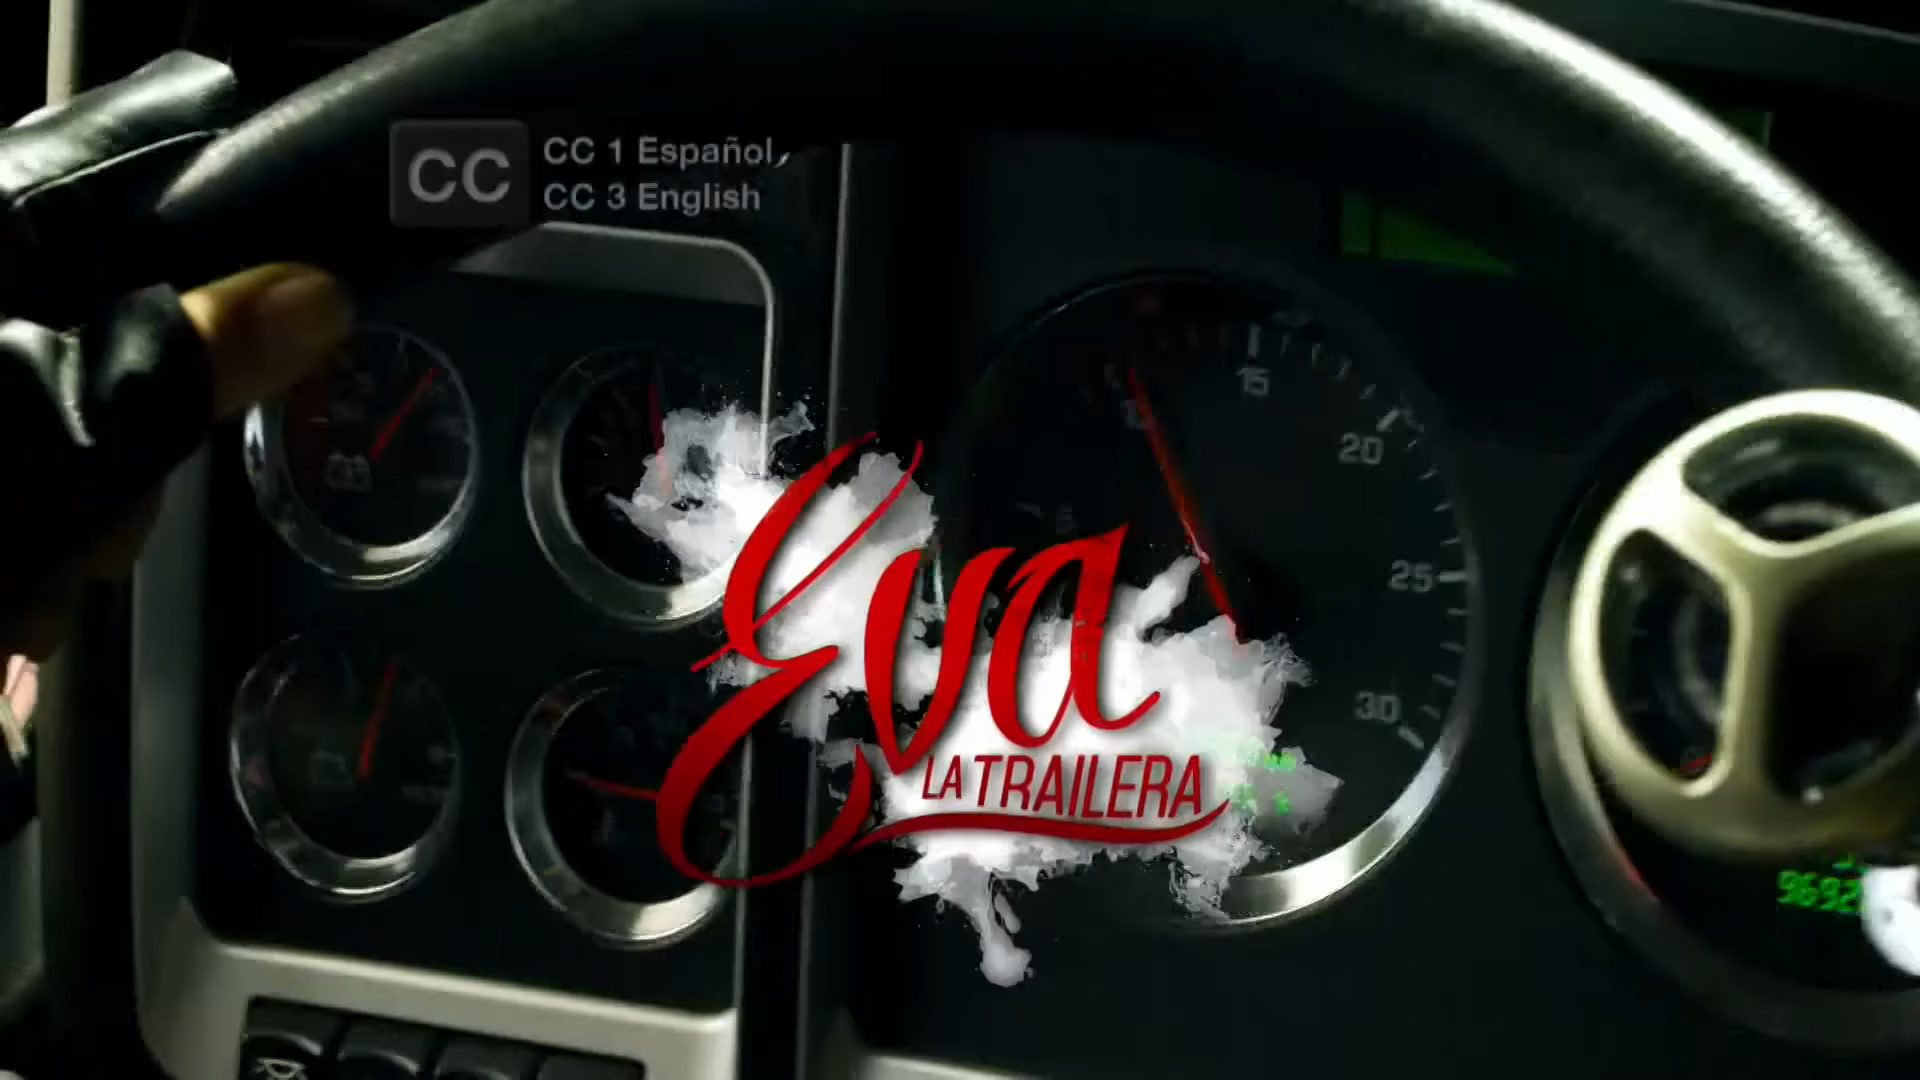 CC
CC 1 Español,
CC 3 English
15
20
25
30
Eva
LA TRAILERA